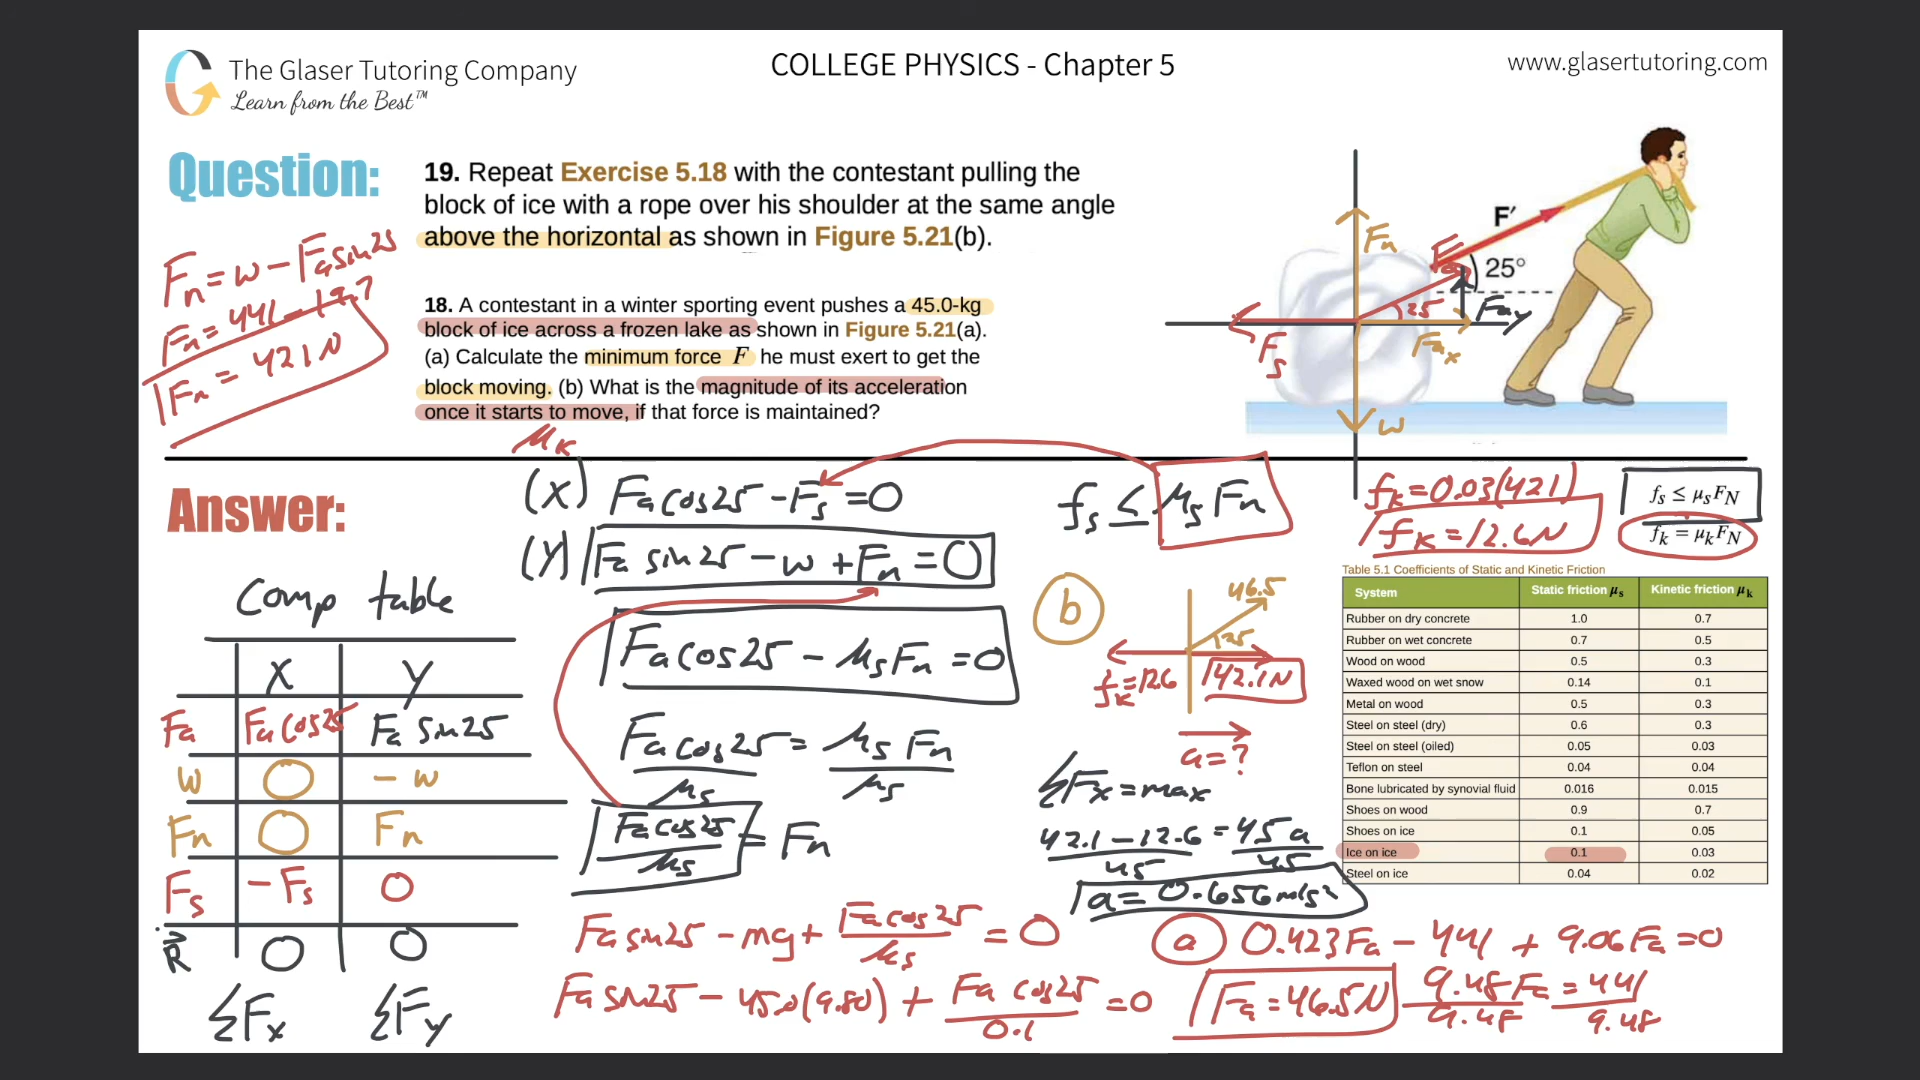 The Glaser Tutoring Company
Learn from the Best™
COLLEGE PHYSICS - Chapter 5
www.glasertutoring.com
Question:
19. Repeat Exercise 5.18 with the contestant pulling the
block of ice with a rope over his shoulder at the same angle
above the horizontal as shown in Figure 5.21(b).
18. A contestant in a winter sporting event pushes a 45.0-kg
block of ice across a frozen lake as shown in Figure 5.21(a).
(a) Calculate the minimum force F he must exert to get the
block moving. (b) What is the magnitude of its acceleration
once it starts to move, if that force is maintained?
Fn = w - Fa sin25
Fn = 441 - 19.7
Fn = 421 N
F′
Fa
25°
25
Fn
Fay
Fax
Fs
w
μk
Answer:
(x) Fa cos25 - Fs = 0
fs ≤ μs Fn
fk = 0.03(421)
fk = 12.6N
fs ≤ μsFN
fk = μkFN
(y) Fa sin25 - w + Fn = 0
Comp table
x y
Fa Fa cos25 Fa sin25
w 0 - w
Fn 0 Fn
Fs - Fs 0
R 0 0
ΣFx ΣFy
Fa cos25 - μs Fn = 0
Fa cos25 = μs Fn
μs μs
Fa cos25 = Fn
μs
b
46.5
25
fk = 12.6 42.1N
a = ?
ΣFx = max
42.1 - 12.6 = 45a
45 45
a = 0.656 m/s²
Table 5.1 Coefficients of Static and Kinetic Friction
System Static friction μs Kinetic friction μk
Rubber on dry concrete 1.0 0.7
Rubber on wet concrete 0.7 0.5
Wood on wood 0.5 0.3
Waxed wood on wet snow 0.14 0.1
Metal on wood 0.5 0.3
Steel on steel (dry) 0.6 0.3
Steel on steel (oiled) 0.05 0.03
Teflon on steel 0.04 0.04
Bone lubricated by synovial fluid 0.016 0.015
Shoes on wood 0.9 0.7
Shoes on ice 0.1 0.05
Ice on ice 0.1 0.03
Steel on ice 0.04 0.02
Fa sin25 - mg + Fa cos25 = 0
μs
Fa sin25 - 45.0(9.80) + Fa cos25 = 0
0.1
a 0.423Fa - 441 + 9.06Fa = 0
Fa = 46.5N
9.48Fa = 441
9.48 9.48